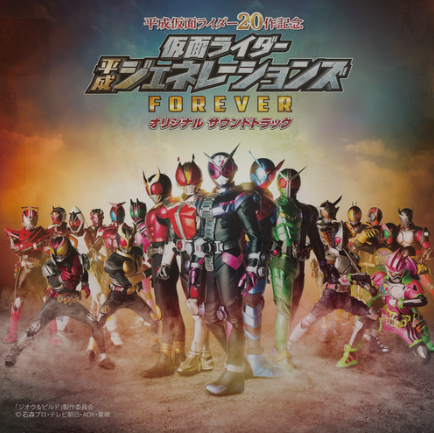 平成仮面ライダー20作記念
仮面ライダー
平成ジェネレーションズ
FOREVER
オリジナル サウンドトラック
「ジオウ&ビルド」製作委員会
©石森プロ・テレビ朝日・ADK・東映